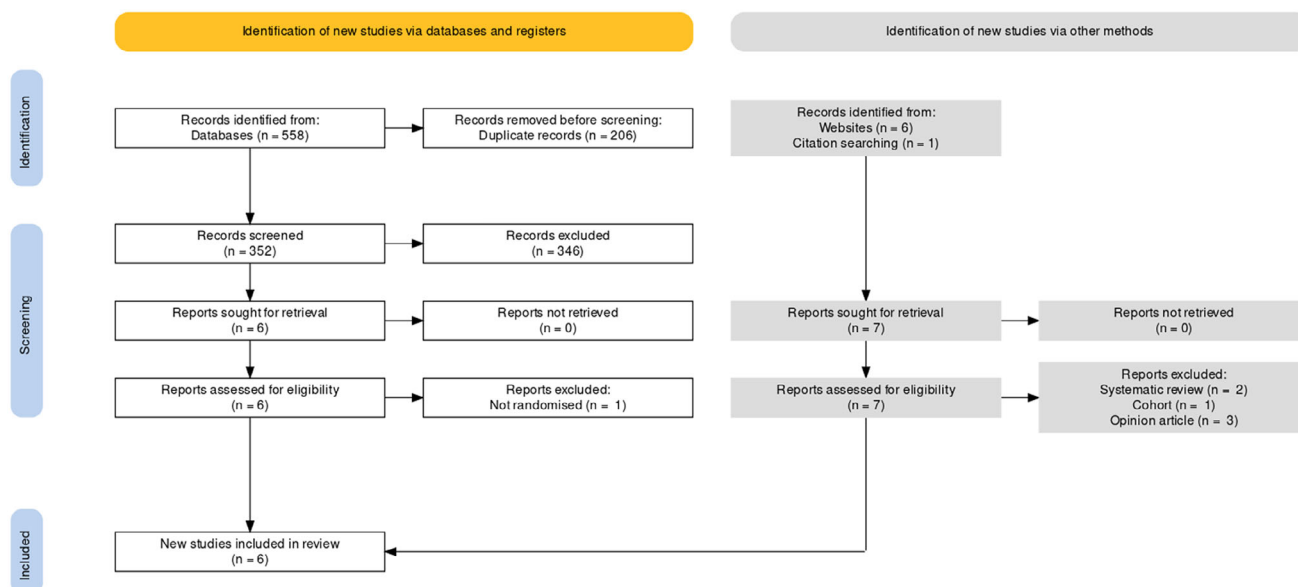 Identification of new studies via databases and registers
Identification of new studies via other methods
Identification
Records identified from:
Databases (n = 558)
Records removed before screening:
Duplicate records (n = 206)
Records identified from:
Websites (n = 6)
Citation searching (n = 1)
Screening
Records screened
(n = 352)
Records excluded
(n = 346)
Reports sought for retrieval
(n = 6)
Reports not retrieved
(n = 0)
Reports sought for retrieval
(n = 7)
Reports not retrieved
(n = 0)
Reports assessed for eligibility
(n = 6)
Reports excluded:
Not randomised (n = 1)
Reports assessed for eligibility
(n = 7)
Reports excluded:
Systematic review (n = 2)
Cohort (n = 1)
Opinion article (n = 3)
Included
New studies included in review
(n = 6)